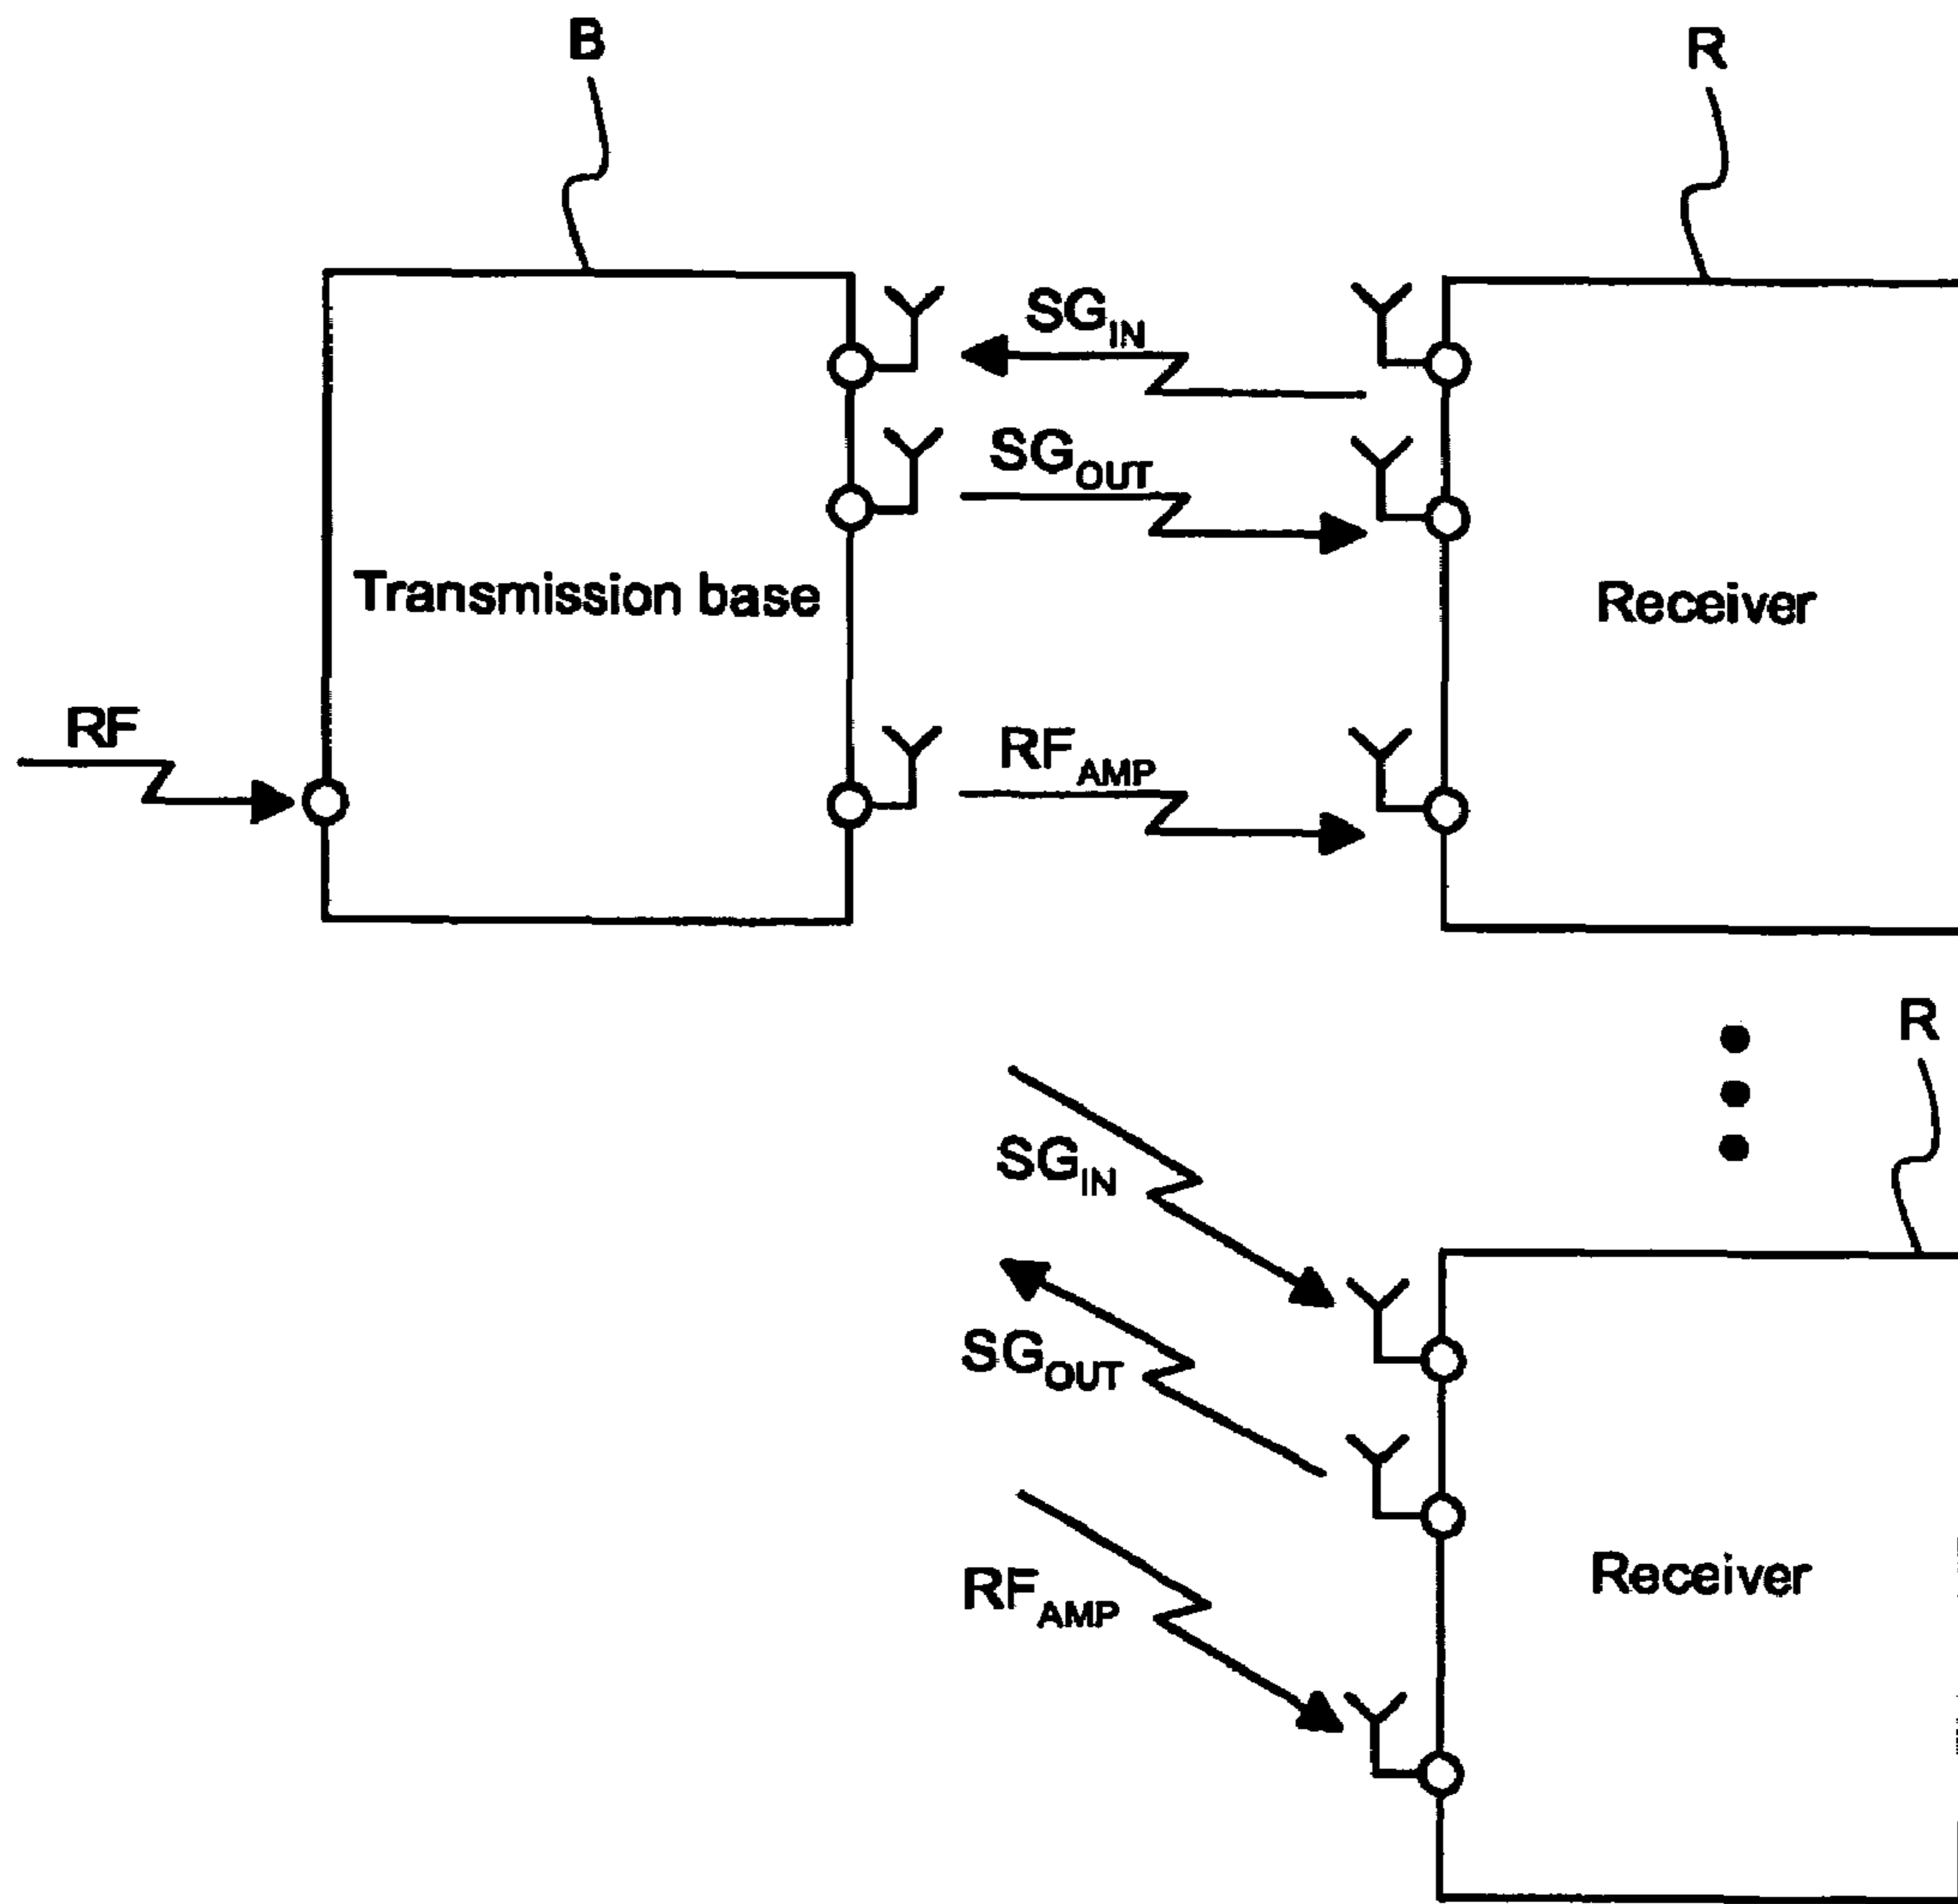 B
R
SG_IN
SG_OUT
Transmission base
Receiver
RF
RF_AMP
R
SG_IN
SG_OUT
RF_AMP
Receiver